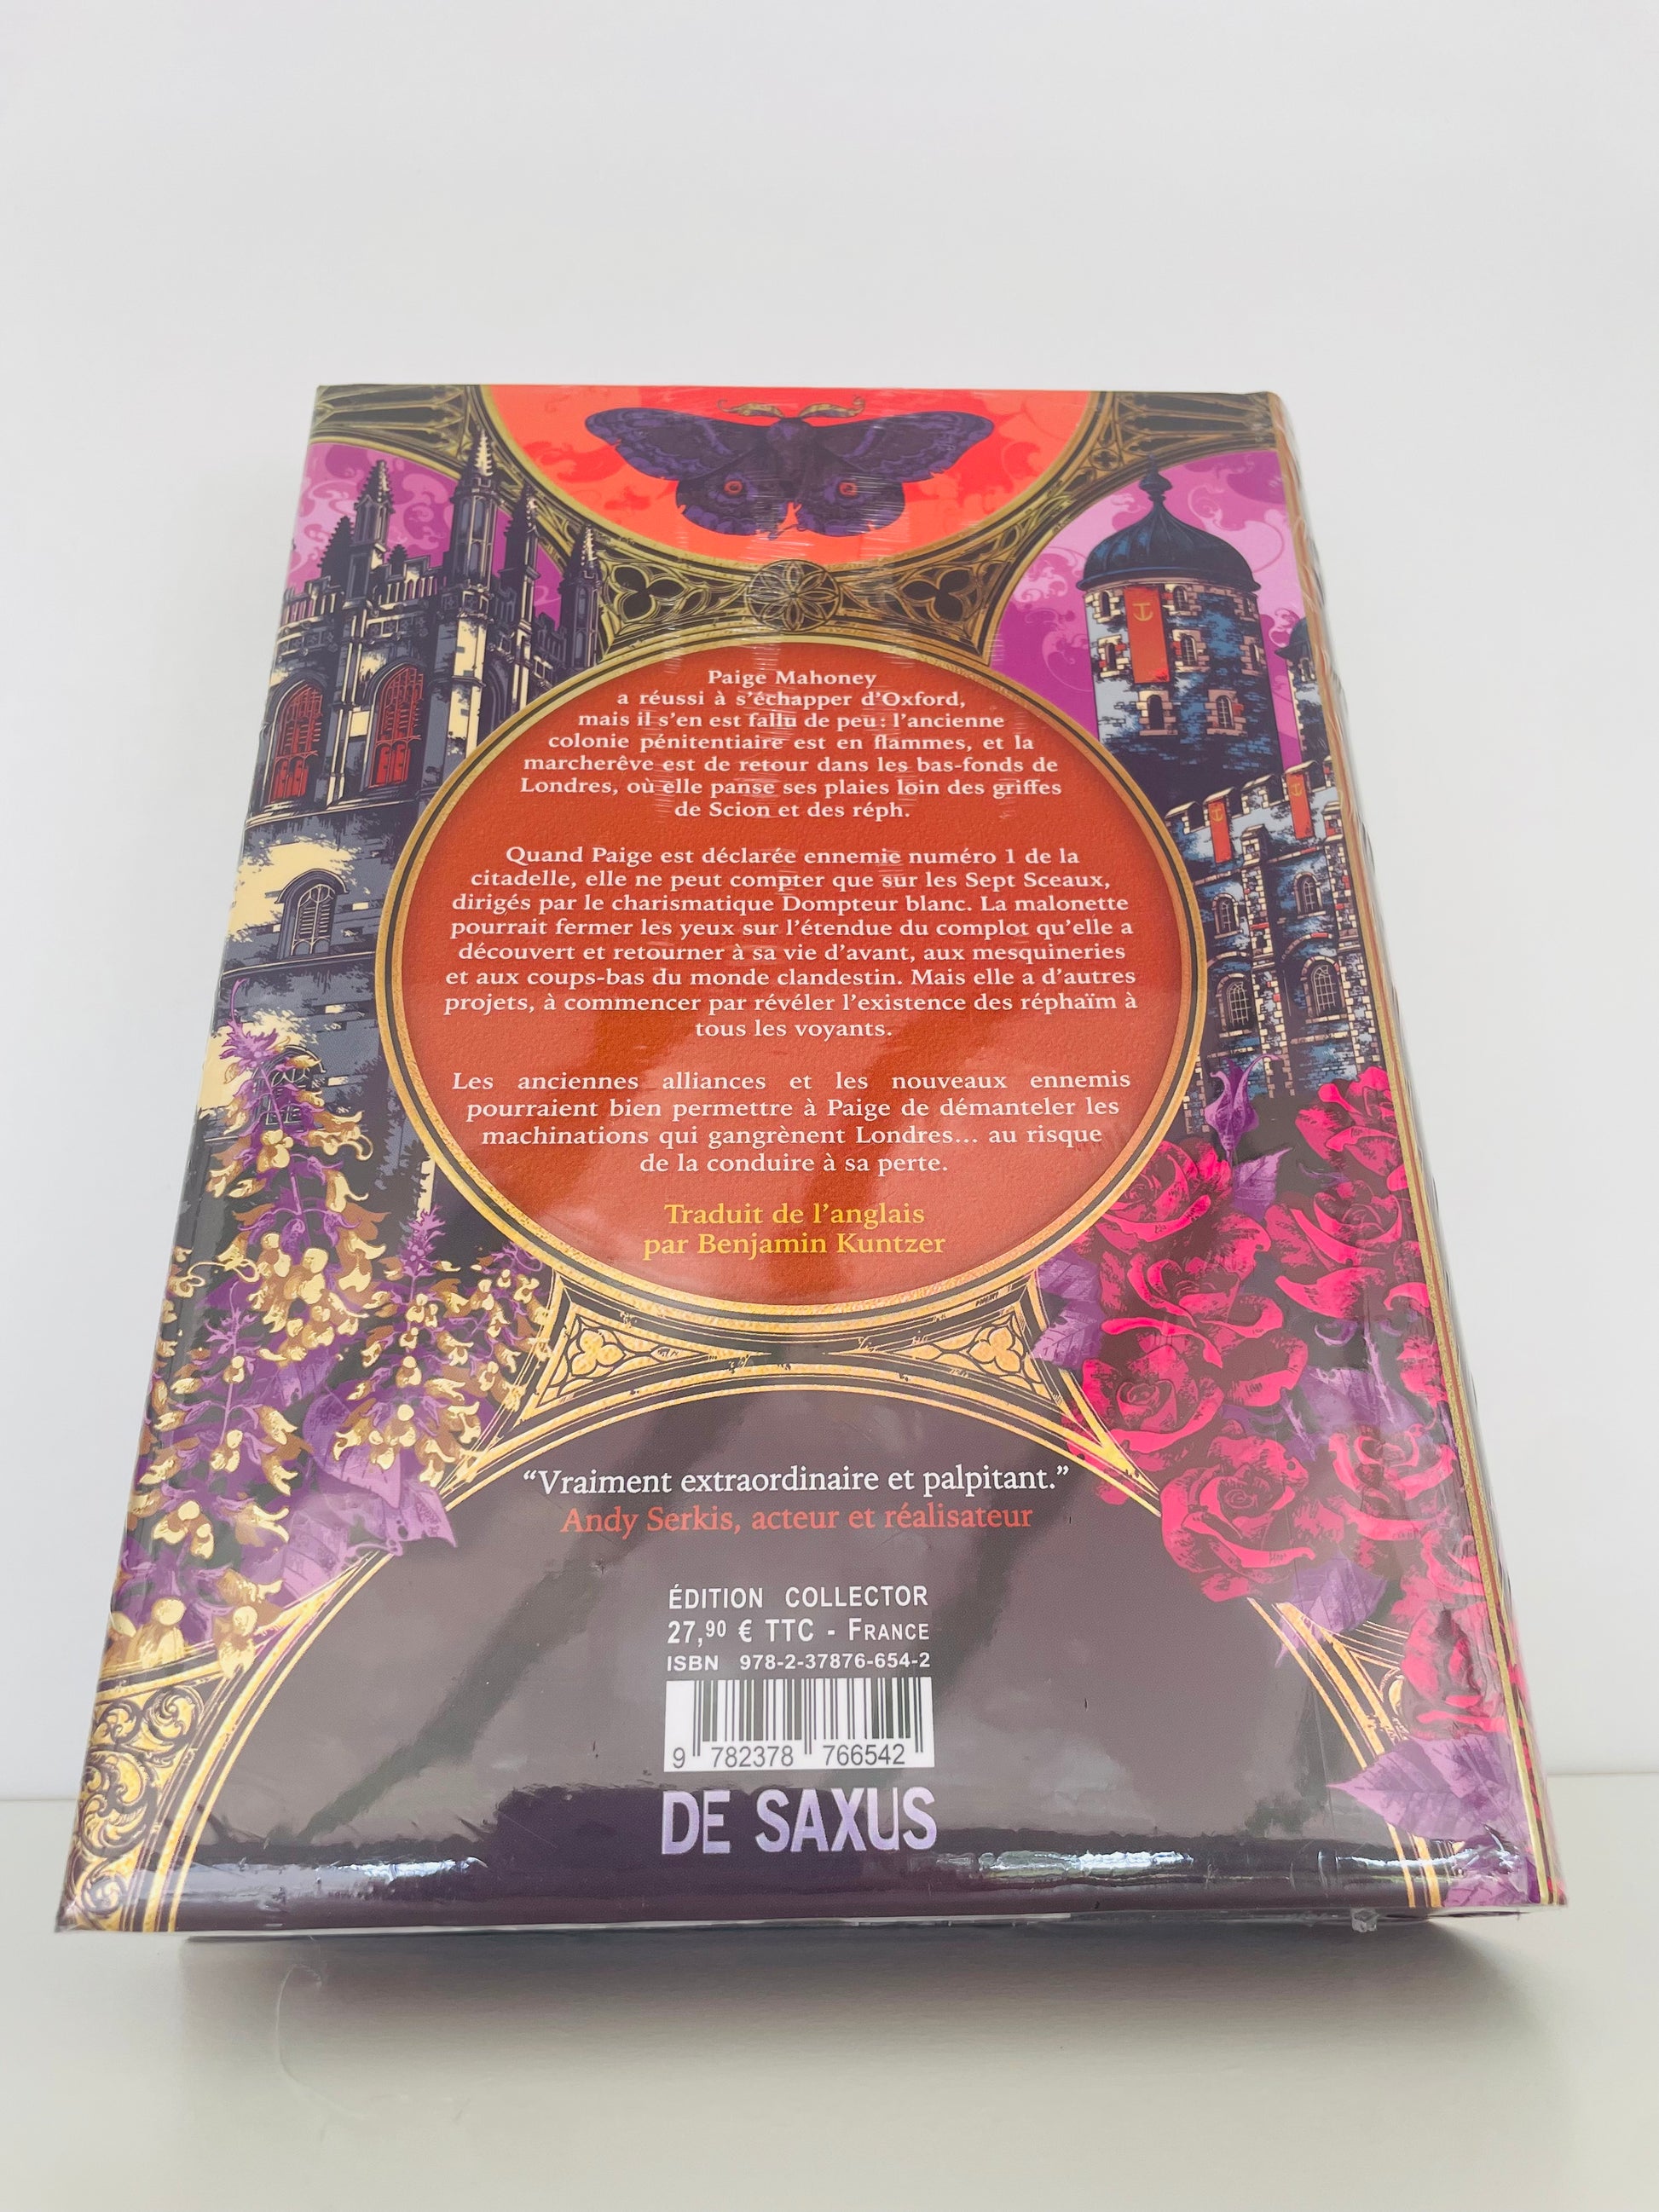 Paige Mahoney
a réussi à s'échapper d'Oxford,
mais il s'en est fallu de peu : l'ancienne
colonie pénitentiaire est en flammes, et la
marcherêve est de retour dans les bas-fonds de
Londres, où elle panse ses plaies loin des griffes
de Scion et des réph.
Quand Paige est déclarée ennemie numéro 1 de la
citadelle, elle ne peut compter que sur les Sept Sceaux,
dirigés par le charismatique Dompteur blanc. La malonette
pourrait fermer les yeux sur l'étendue du complot qu'elle a
découvert et retourner à sa vie d'avant, aux mesquineries
et aux coups-bas du monde clandestin. Mais elle a d'autres
projets, à commencer par révéler l'existence des réphaïm à
tous les voyants.
Les anciennes alliances et les nouveaux ennemis
pourraient bien permettre à Paige de démanteler les
machinations qui gangrènent Londres... au risque
de la conduire à sa perte.
Traduit de l'anglais
par Benjamin Kuntzer
“Vraiment extraordinaire et palpitant.”
Andy Serkis, acteur et réalisateur
ÉDITION COLLECTOR
27,90 € TTC - FRANCE
ISBN 978-2-37876-654-2
9 782378 766542
DE SAXUS